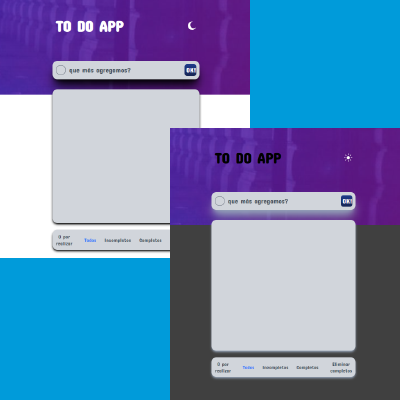 TO DO APP
que más agregamos?
OK!
0 por
realizar
Todos
Incompletos
Completos
TO DO APP
que más agregamos?
OK!
0 por
realizar
Todos
Incompletos
Completos
Eliminar
completos